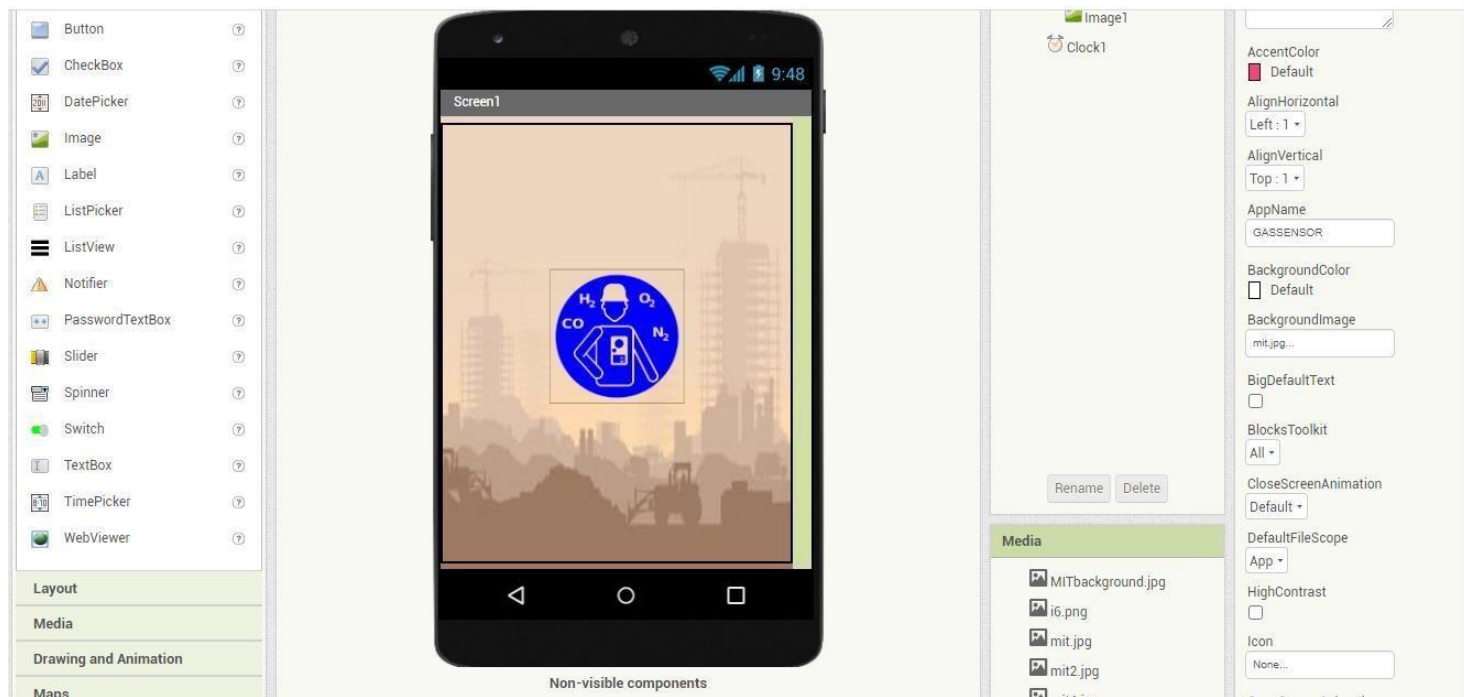 Button
CheckBox
DatePicker
Image
Label
ListPicker
ListView
Notifier
PasswordTextBox
Slider
Spinner
Switch
TextBox
TimePicker
WebViewer
Layout
Media
Drawing and Animation
Maps
9:48
Screen1
H2 O2
CO N2
Non-visible components
Image1
Clock1
Rename Delete
Media
MITbackground.jpg
i6.png
mit.jpg
mit2.jpg
AccentColor
Default
AlignHorizontal
Left : 1
AlignVertical
Top : 1
AppName
GASSENSOR
BackgroundColor
Default
BackgroundImage
mit.jpg...
BigDefaultText
BlocksToolkit
All
CloseScreenAnimation
Default
DefaultFileScope
App
HighContrast
Icon
None...